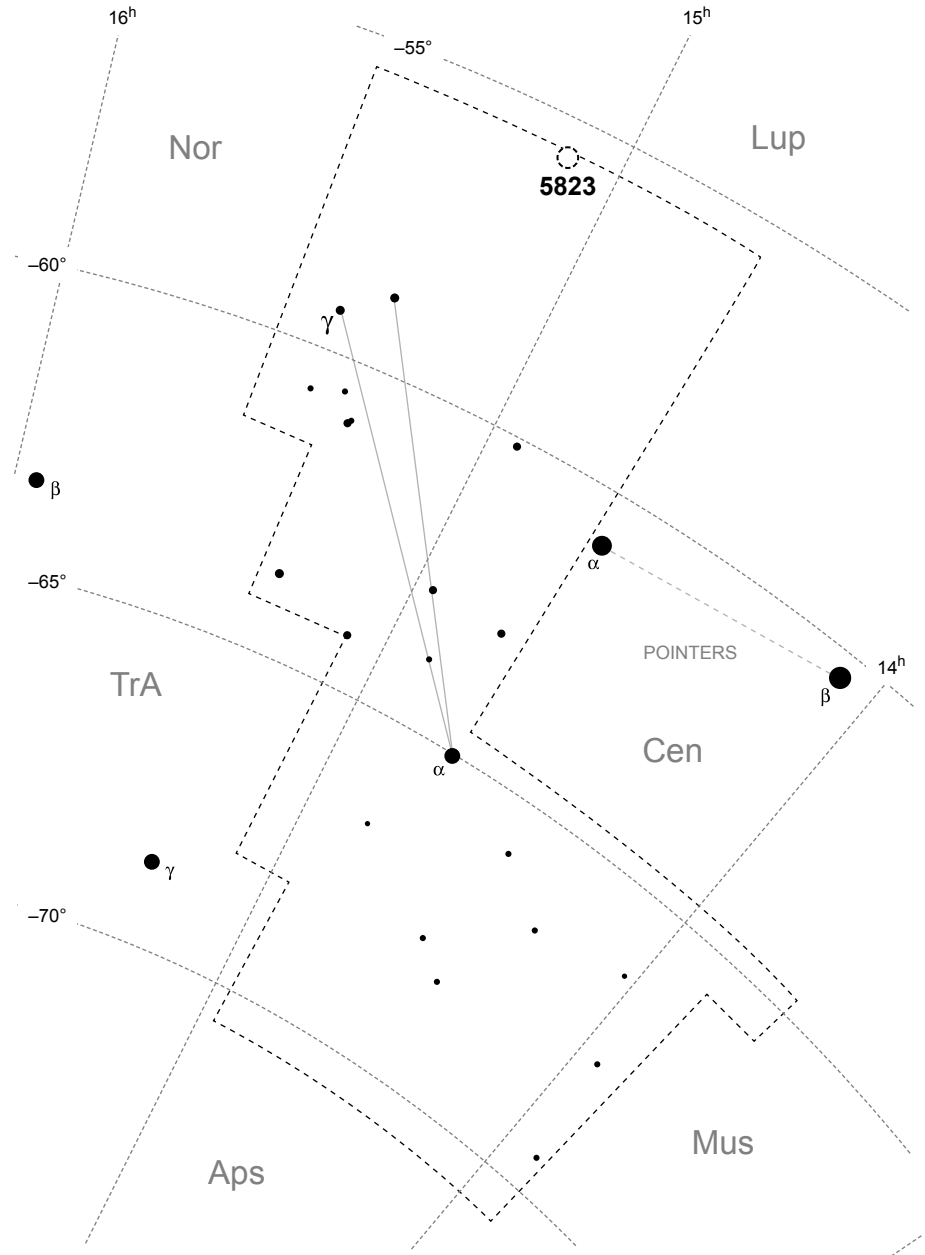 16ʰ
15ʰ
–55°
Nor
Lup
5823
–60°
γ
β
α
–65°
POINTERS
14ʰ
TrA
β
Cen
α
γ
–70°
Mus
Aps